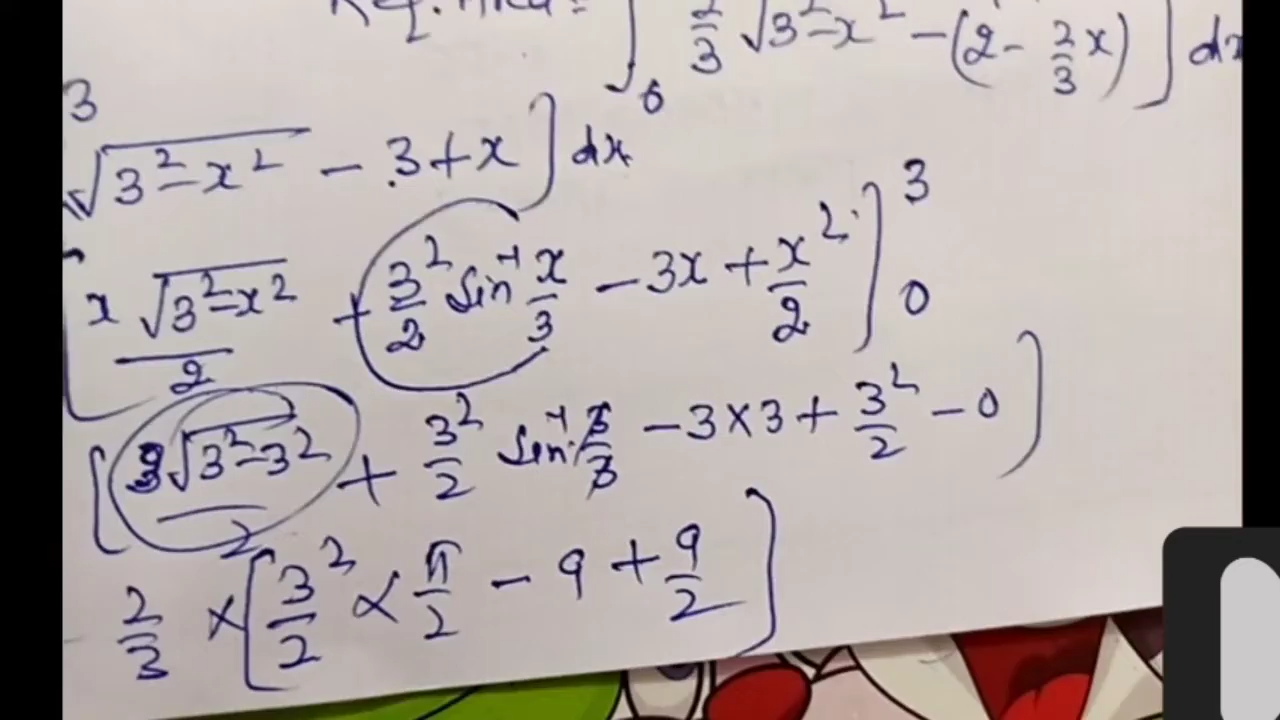 Req. Area = ∫₀ 2/3 √3²-x² - (2 - 2/3 x) ] dx
3 √3²-x² - 3 + x ] dx
[ x √3²-x² / 2 + 3²/2 sin⁻¹ x/3 - 3x + x²/2 ]₀³
[ 3√3²-3² / 2 + 3²/2 sin⁻¹ 3/3 - 3×3 + 3²/2 - 0 ]
2/3 × [ 3²/2 × π/2 - 9 + 9/2 ]